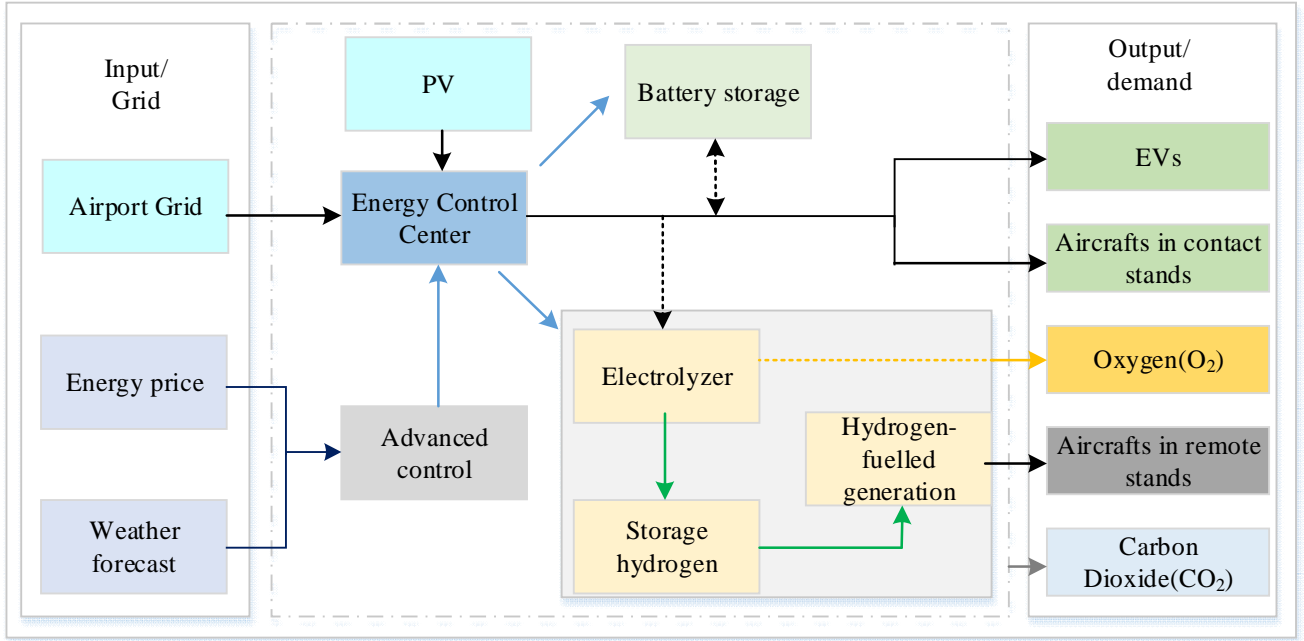 Input/
Grid
Airport Grid
Energy price
Weather
forecast
PV
Energy Control
Center
Advanced
control
Battery storage
Electrolyzer
Storage
hydrogen
Hydrogen-
fuelled
generation
Output/
demand
EVs
Aircrafts in contact
stands
Oxygen(O₂)
Aircrafts in remote
stands
Carbon
Dioxide(CO₂)